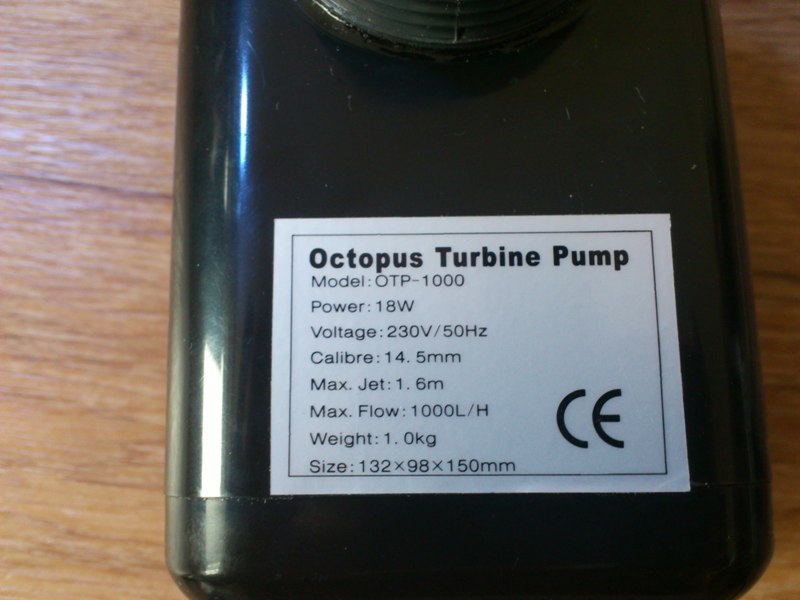 Octopus Turbine Pump
Model:OTP-1000
Power:18W
Voltage:230V/50Hz
Calibre:14.5mm
Max. Jet:1.6m
Max. Flow:1000L/H
Weight:1.0kg
Size:132×98×150mm
CE